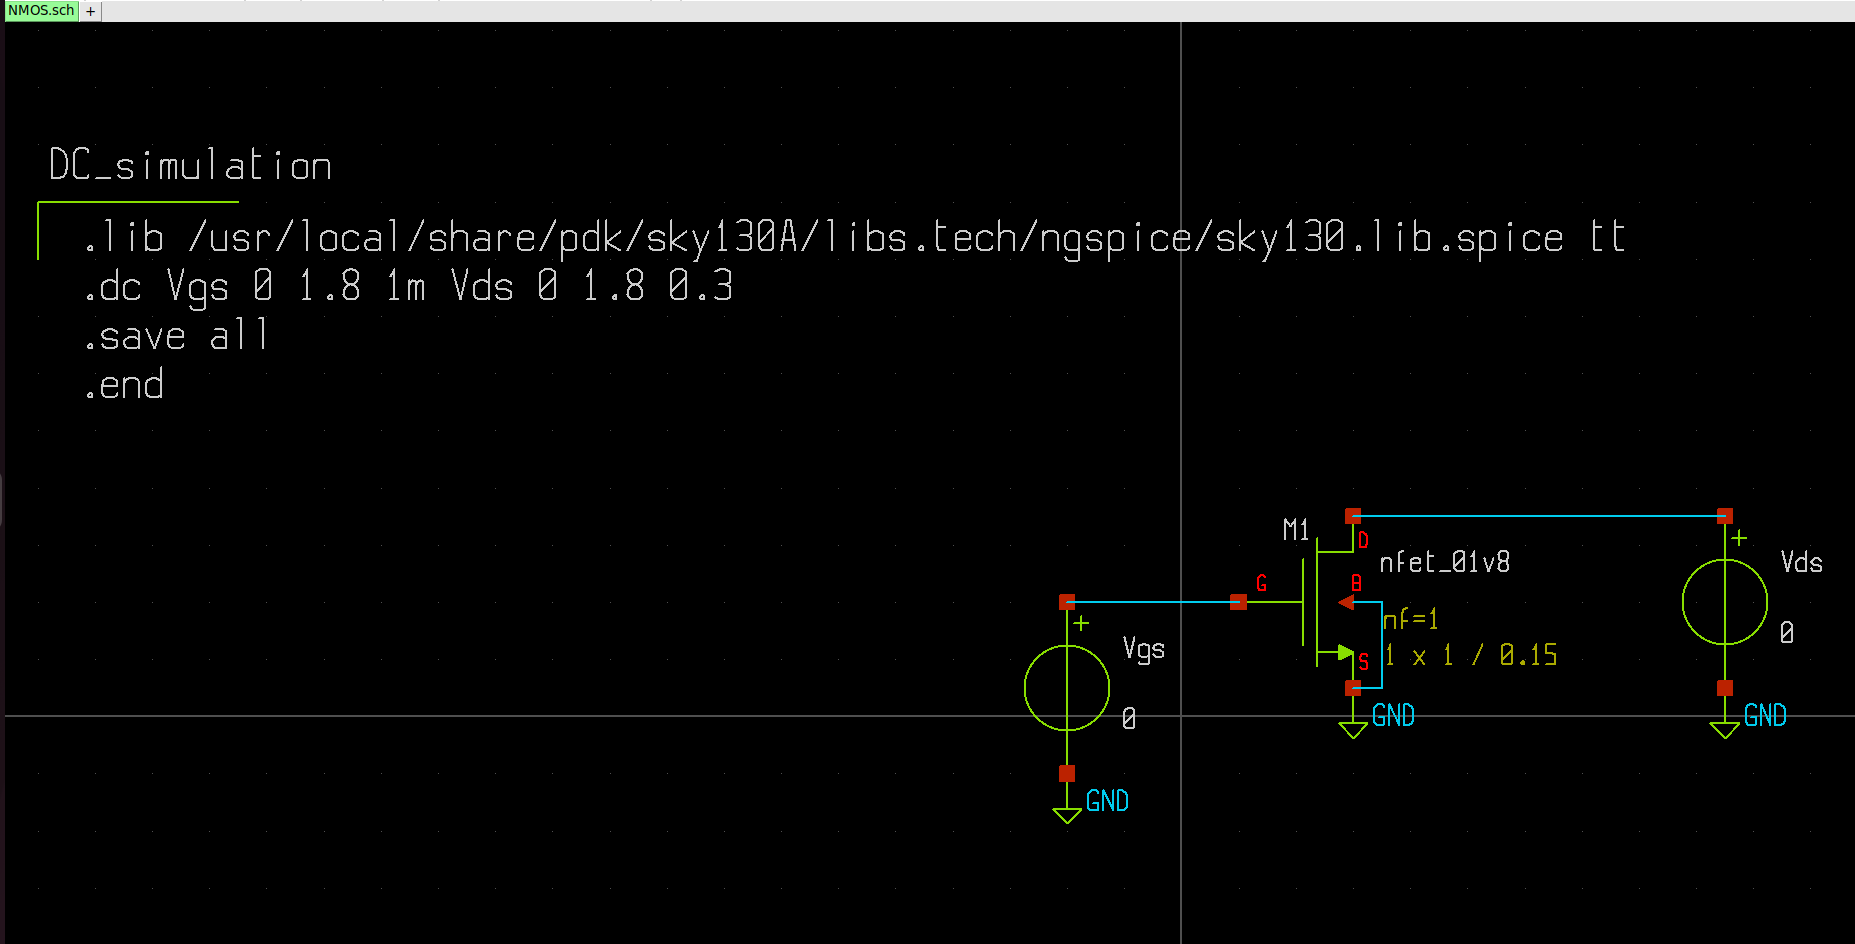 NMOS.sch +
DC_simulation
.lib /usr/local/share/pdk/sky130A/libs.tech/ngspice/sky130.lib.spice tt
.dc Vgs 0 1.8 1m Vds 0 1.8 0.3
.save all
.end
M1
D
nfet_01v8
G
B
nf=1
1 x 1 / 0.15
S
GND
+
Vgs
0
GND
+
Vds
0
GND